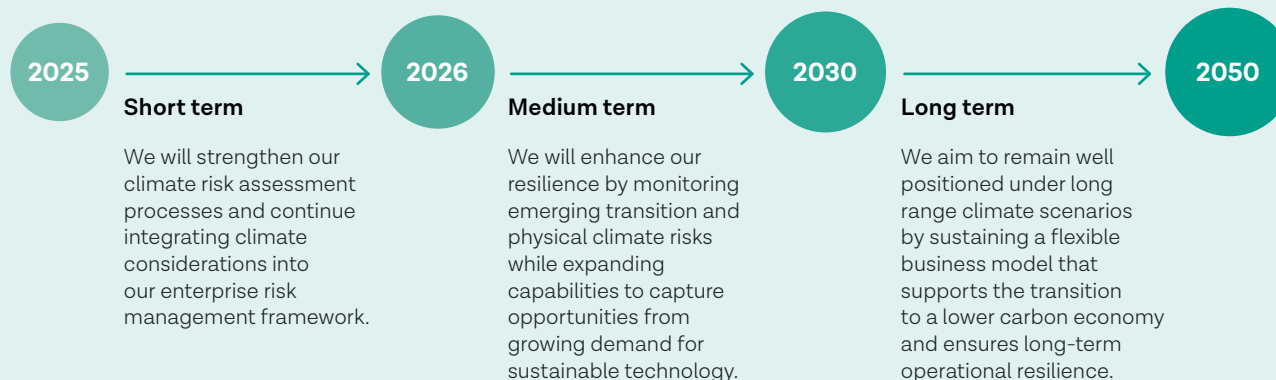 2025
2026
2030
2050
Short term
We will strengthen our
climate risk assessment
processes and continue
integrating climate
considerations into
our enterprise risk
management framework.
Medium term
We will enhance our
resilience by monitoring
emerging transition and
physical climate risks
while expanding
capabilities to capture
opportunities from
growing demand for
sustainable technology.
Long term
We aim to remain well
positioned under long
range climate scenarios
by sustaining a flexible
business model that
supports the transition
to a lower carbon economy
and ensures long-term
operational resilience.